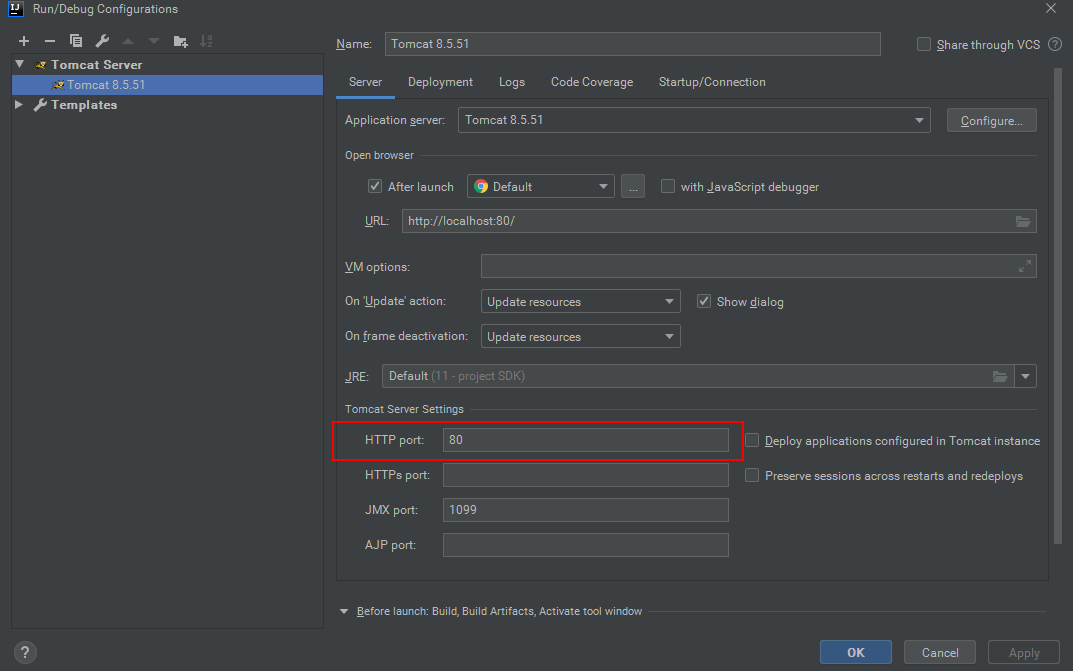 Run/Debug Configurations
Name: Tomcat 8.5.51 Share through VCS ?
Tomcat Server
Tomcat 8.5.51
Templates
Server Deployment Logs Code Coverage Startup/Connection
Application server: Tomcat 8.5.51 Configure...
Open browser
After launch Default ... with JavaScript debugger
URL: http://localhost:80/
VM options:
On 'Update' action: Update resources Show dialog
On frame deactivation: Update resources
JRE: Default (11 - project SDK)
Tomcat Server Settings
HTTP port: 80 Deploy applications configured in Tomcat instance
HTTPs port: Preserve sessions across restarts and redeploys
JMX port: 1099
AJP port:
Before launch: Build, Build Artifacts, Activate tool window
? OK Cancel Apply